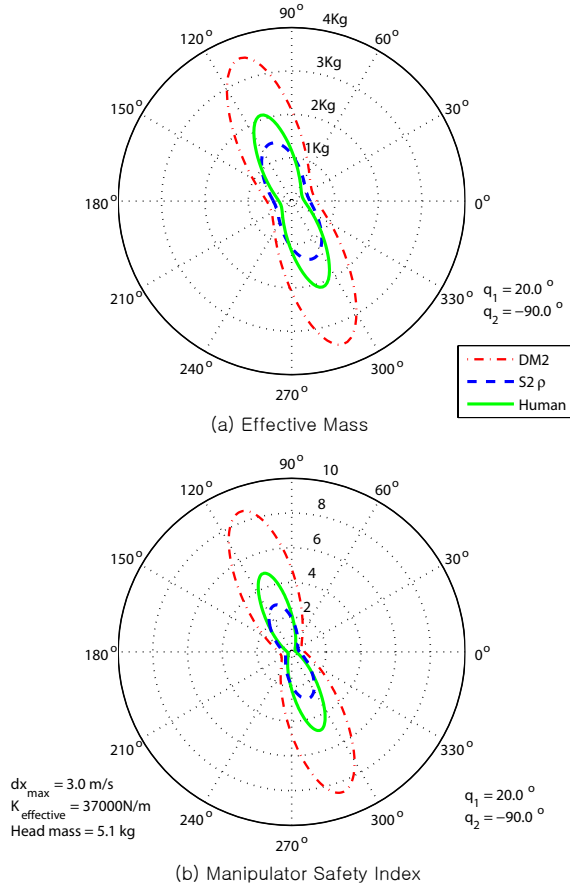 90°
4Kg
120°
60°
3Kg
2Kg
150°
30°
1Kg
180°
0°
210°
330°
q1 = 20.0 °
q2 = −90.0 °
240°
300°
270°
DM2
S2 ρ
Human
(a) Effective Mass
90°
10
120°
60°
8
6
150°
30°
4
2
180°
0°
210°
330°
dxmax = 3.0 m/s
Keffective = 37000N/m
Head mass = 5.1 kg
q1 = 20.0 °
q2 = −90.0 °
240°
300°
270°
(b) Manipulator Safety Index